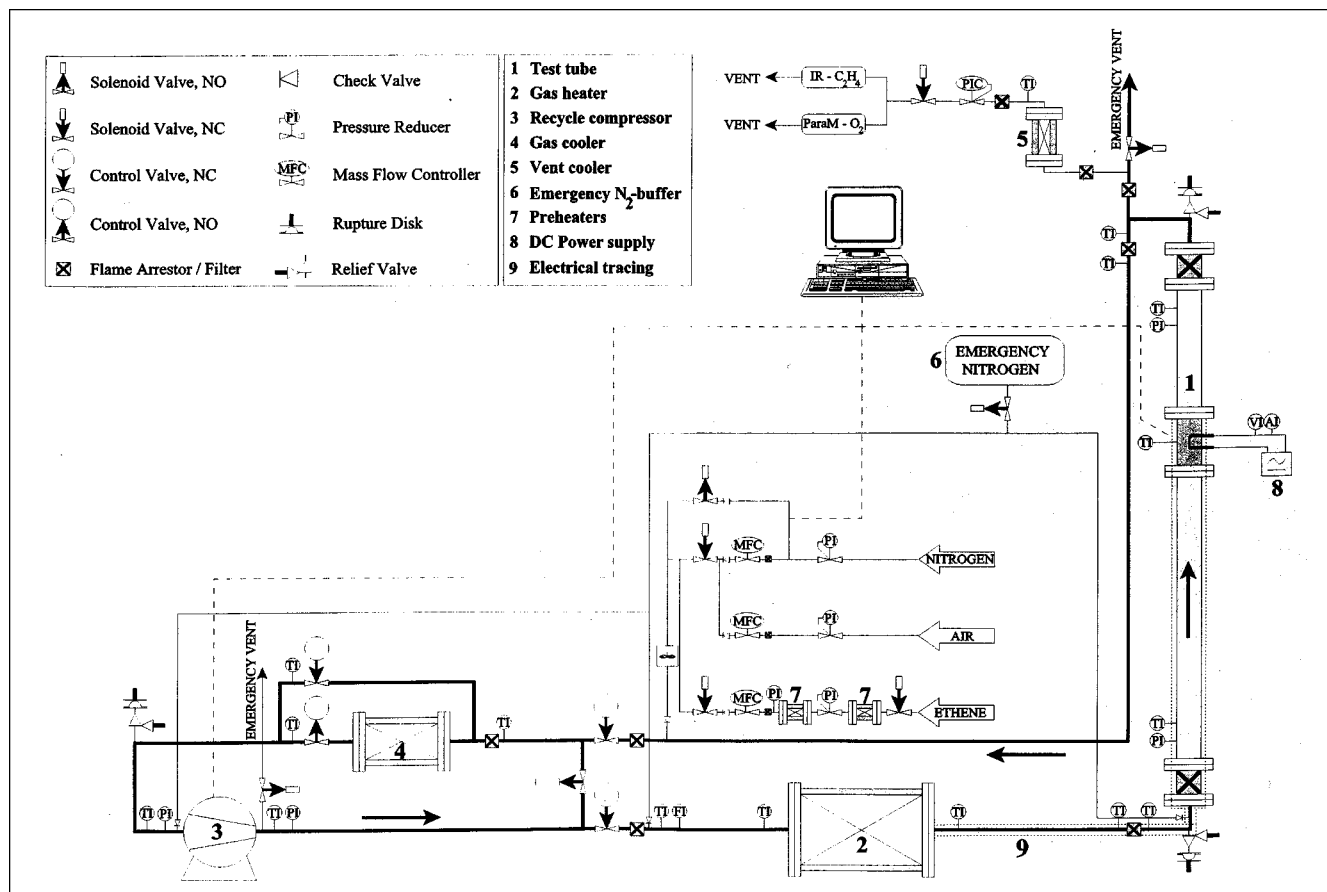 Solenoid Valve, NO
Solenoid Valve, NC
Control Valve, NC
Control Valve, NO
Flame Arrestor / Filter
Check Valve
PI
Pressure Reducer
MFC
Mass Flow Controller
Rupture Disk
Relief Valve
1 Test tube
2 Gas heater
3 Recycle compressor
4 Gas cooler
5 Vent cooler
6 Emergency N2-buffer
7 Preheaters
8 DC Power supply
9 Electrical tracing
VENT
IR - C2H4
PIC
TI
VENT
ParaM - O2
5
EMERGENCY VENT
TI
TI
TI
PI
1
6
EMERGENCY
NITROGEN
TI
VI
AI
8
MFC
PI
NITROGEN
MFC
PI
AIR
MFC
PI
7
PI
7
ETHENE
EMERGENCY VENT
TI
TI
4
TI
TI
PI
TI
PI
3
TI
PI
TI
FI
TI
2
TI
9
TI
TI